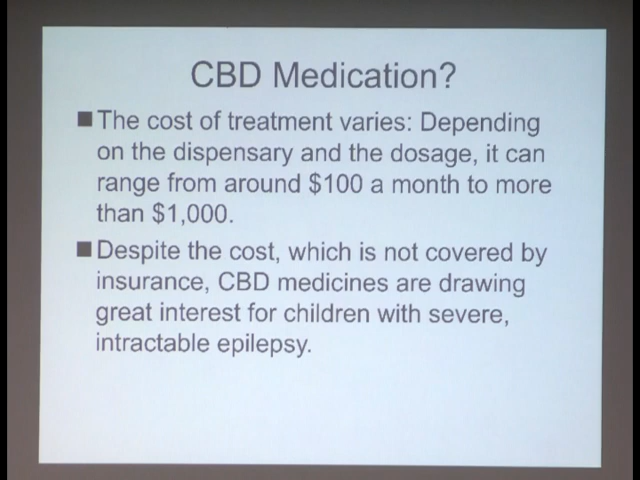 CBD Medication?
■ The cost of treatment varies: Depending
on the dispensary and the dosage, it can
range from around $100 a month to more
than $1,000.
■ Despite the cost, which is not covered by
insurance, CBD medicines are drawing
great interest for children with severe,
intractable epilepsy.